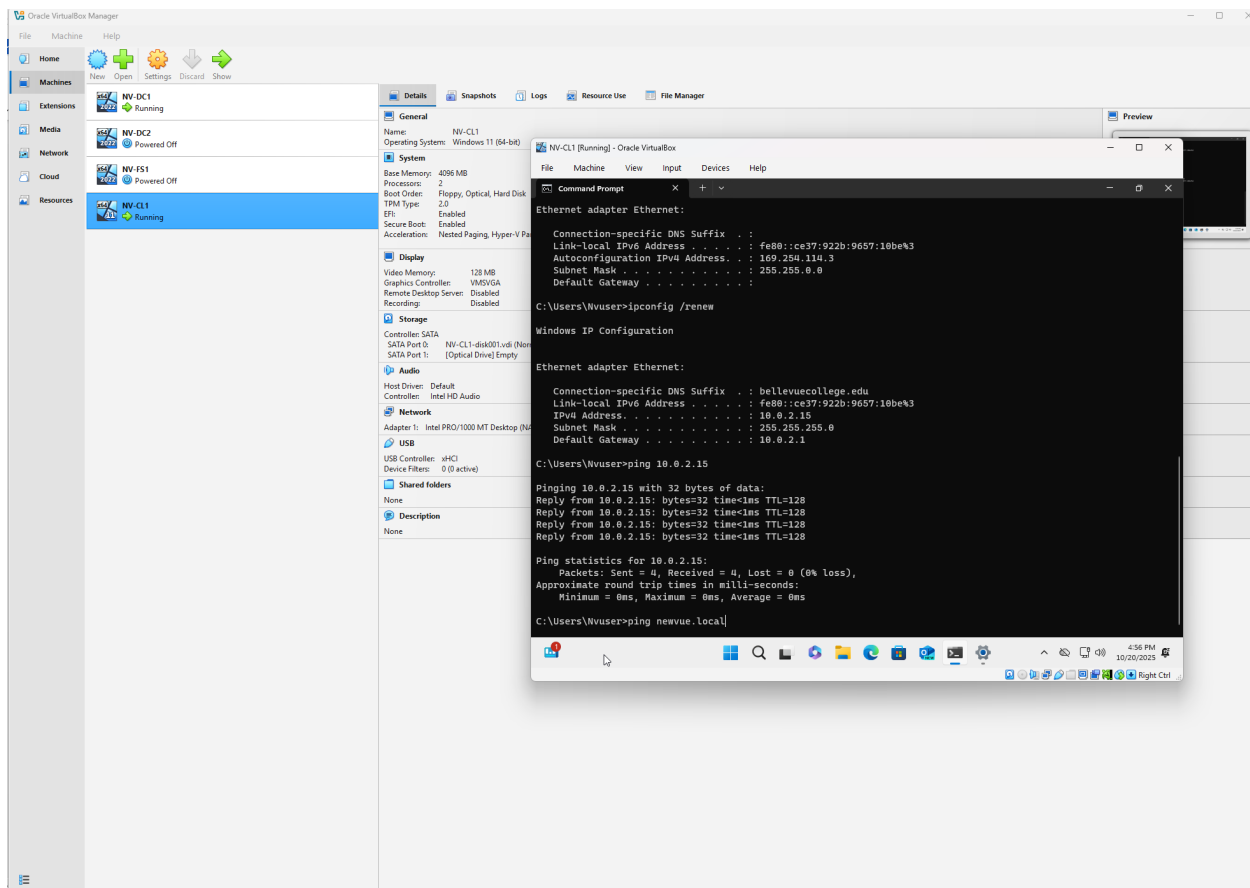 Oracle VirtualBox Manager
File Machine Help
Home
Machines
Extensions
Media
Network
Cloud
Resources
New Open Settings Discard Show
NV-DC1
Running
NV-DC2
Powered Off
NV-FS1
Powered Off
NV-CL1
Running
Details Snapshots Logs Resource Use File Manager
General
Name: NV-CL1
Operating System: Windows 11 (64-bit)
System
Base Memory: 4096 MB
Processors: 2
Boot Order: Floppy, Optical, Hard Disk
TPM Type: 2.0
EFI: Enabled
Secure Boot: Enabled
Acceleration: Nested Paging, Hyper-V Pa
Display
Video Memory: 128 MB
Graphics Controller: VMSVGA
Remote Desktop Server: Disabled
Recording: Disabled
Storage
Controller: SATA
SATA Port 0: NV-CL1-disk001.vdi (Nor
SATA Port 1: [Optical Drive] Empty
Audio
Host Driver: Default
Controller: Intel HD Audio
Network
Adapter 1: Intel PRO/1000 MT Desktop (NA
USB
USB Controller: xHCI
Device Filters: 0 (0 active)
Shared folders
None
Description
None
Preview
NV-CL1 [Running] - Oracle VirtualBox
File Machine View Input Devices Help
Command Prompt
Ethernet adapter Ethernet:
Connection-specific DNS Suffix . :
Link-local IPv6 Address . . . . . : fe80::ce37:922b:9657:10be%3
Autoconfiguration IPv4 Address. . : 169.254.114.3
Subnet Mask . . . . . . . . . . . : 255.255.0.0
Default Gateway . . . . . . . . . :
C:\Users\Nvuser>ipconfig /renew
Windows IP Configuration
Ethernet adapter Ethernet:
Connection-specific DNS Suffix . : bellevuecollege.edu
Link-local IPv6 Address . . . . . : fe80::ce37:922b:9657:10be%3
IPv4 Address. . . . . . . . . . . : 10.0.2.15
Subnet Mask . . . . . . . . . . . : 255.255.255.0
Default Gateway . . . . . . . . . : 10.0.2.1
C:\Users\Nvuser>ping 10.0.2.15
Pinging 10.0.2.15 with 32 bytes of data:
Reply from 10.0.2.15: bytes=32 time<1ms TTL=128
Reply from 10.0.2.15: bytes=32 time<1ms TTL=128
Reply from 10.0.2.15: bytes=32 time<1ms TTL=128
Reply from 10.0.2.15: bytes=32 time<1ms TTL=128
Ping statistics for 10.0.2.15:
Packets: Sent = 4, Received = 4, Lost = 0 (0% loss),
Approximate round trip times in milli-seconds:
Minimum = 0ms, Maximum = 0ms, Average = 0ms
C:\Users\Nvuser>ping newvue.local
1
4:56 PM
10/20/2025
Right Ctrl